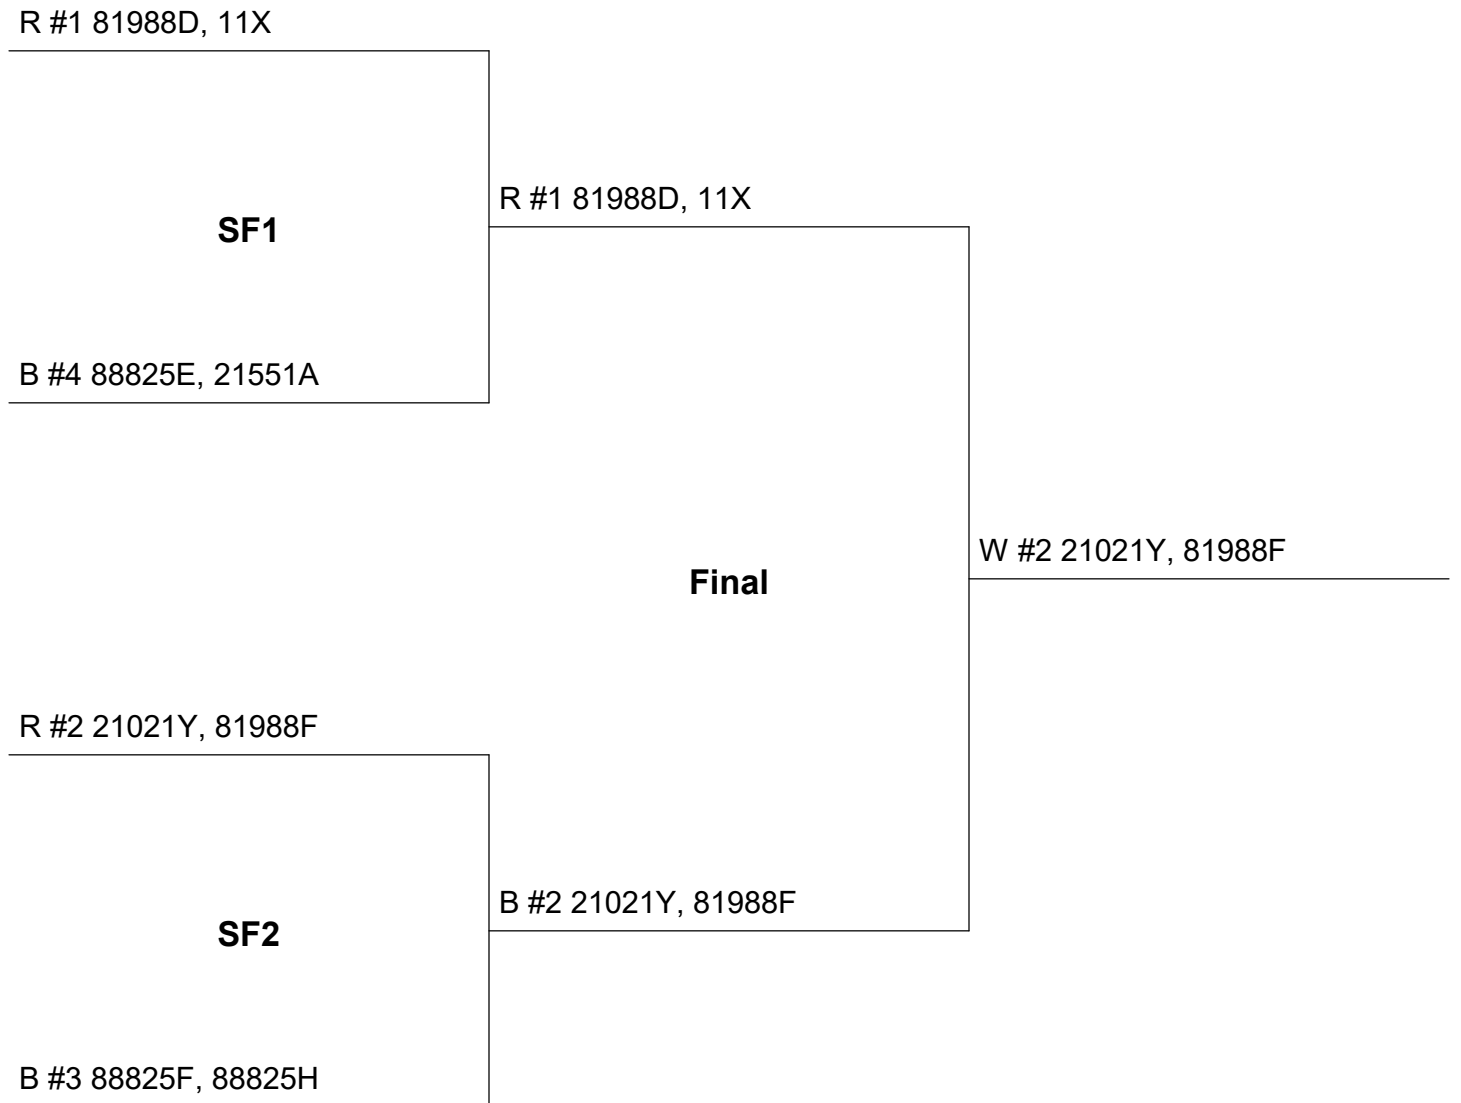 R #1 81988D, 11X
R #1 81988D, 11X
SF1
B #4 88825E, 21551A
W #2 21021Y, 81988F
Final
R #2 21021Y, 81988F
B #2 21021Y, 81988F
SF2
B #3 88825F, 88825H